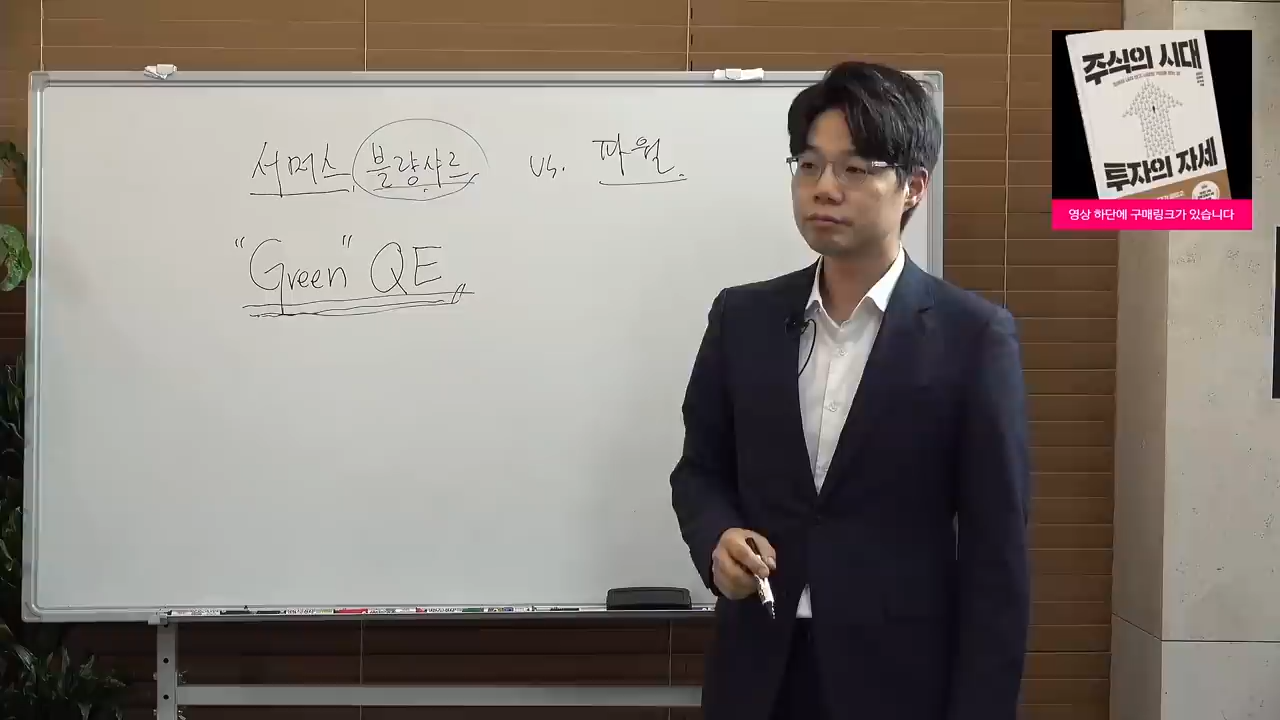 서머스, 블량샤르 vs. 파월
"Green" QE
주식의 시대
투자의 자세
영상 하단에 구매링크가 있습니다